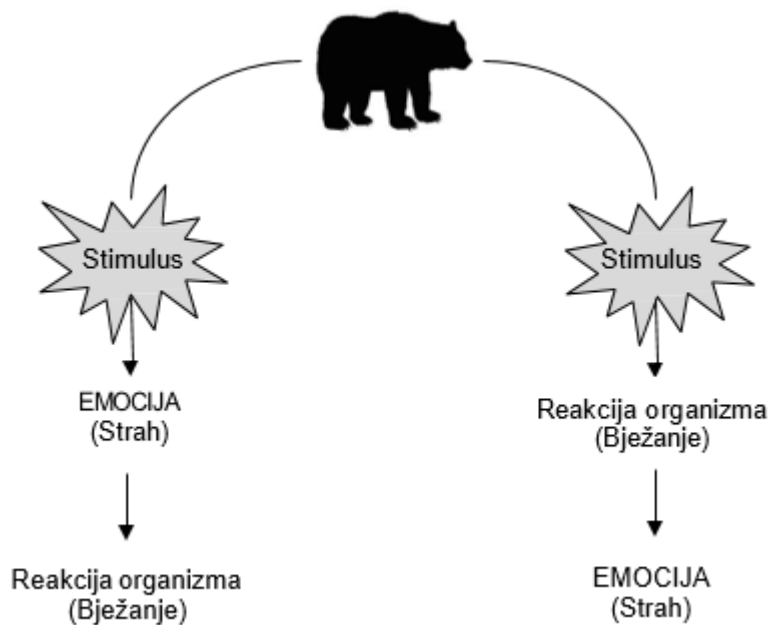 Stimulus
EMOCIJA
(Strah)
Reakcija organizma
(Bježanje)
Stimulus
Reakcija organizma
(Bježanje)
EMOCIJA
(Strah)